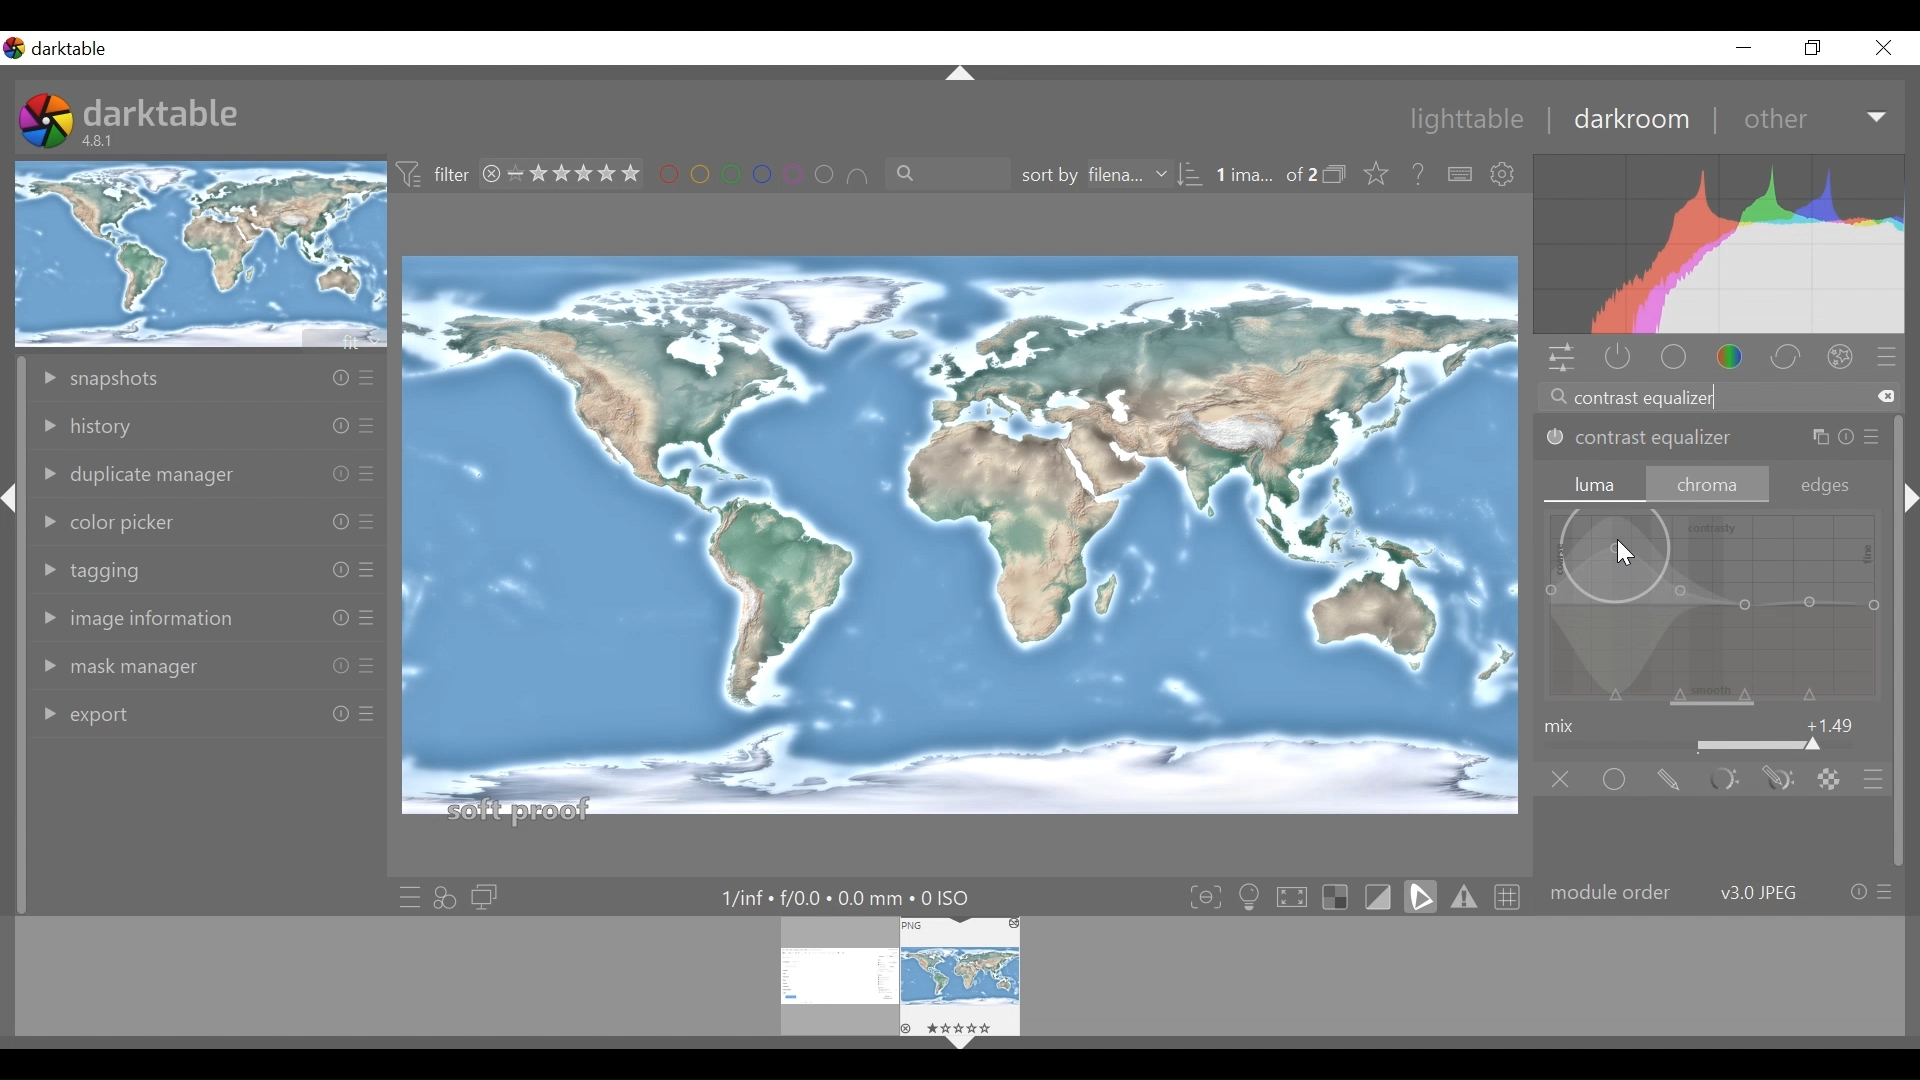 darktable
darktable
4.8.1
lighttable | darkroom | other
filter
sort by filena...
1 ima... of 2
fit
snapshots
history
duplicate manager
color picker
tagging
image information
mask manager
export
soft proof
contrast equalizer
contrast equalizer
luma chroma edges
contrasty
coarse
fine
smooth
mix +1.49
module order v3.0 JPEG
1/inf • f/0.0 • 0.0 mm • 0 ISO
PNG